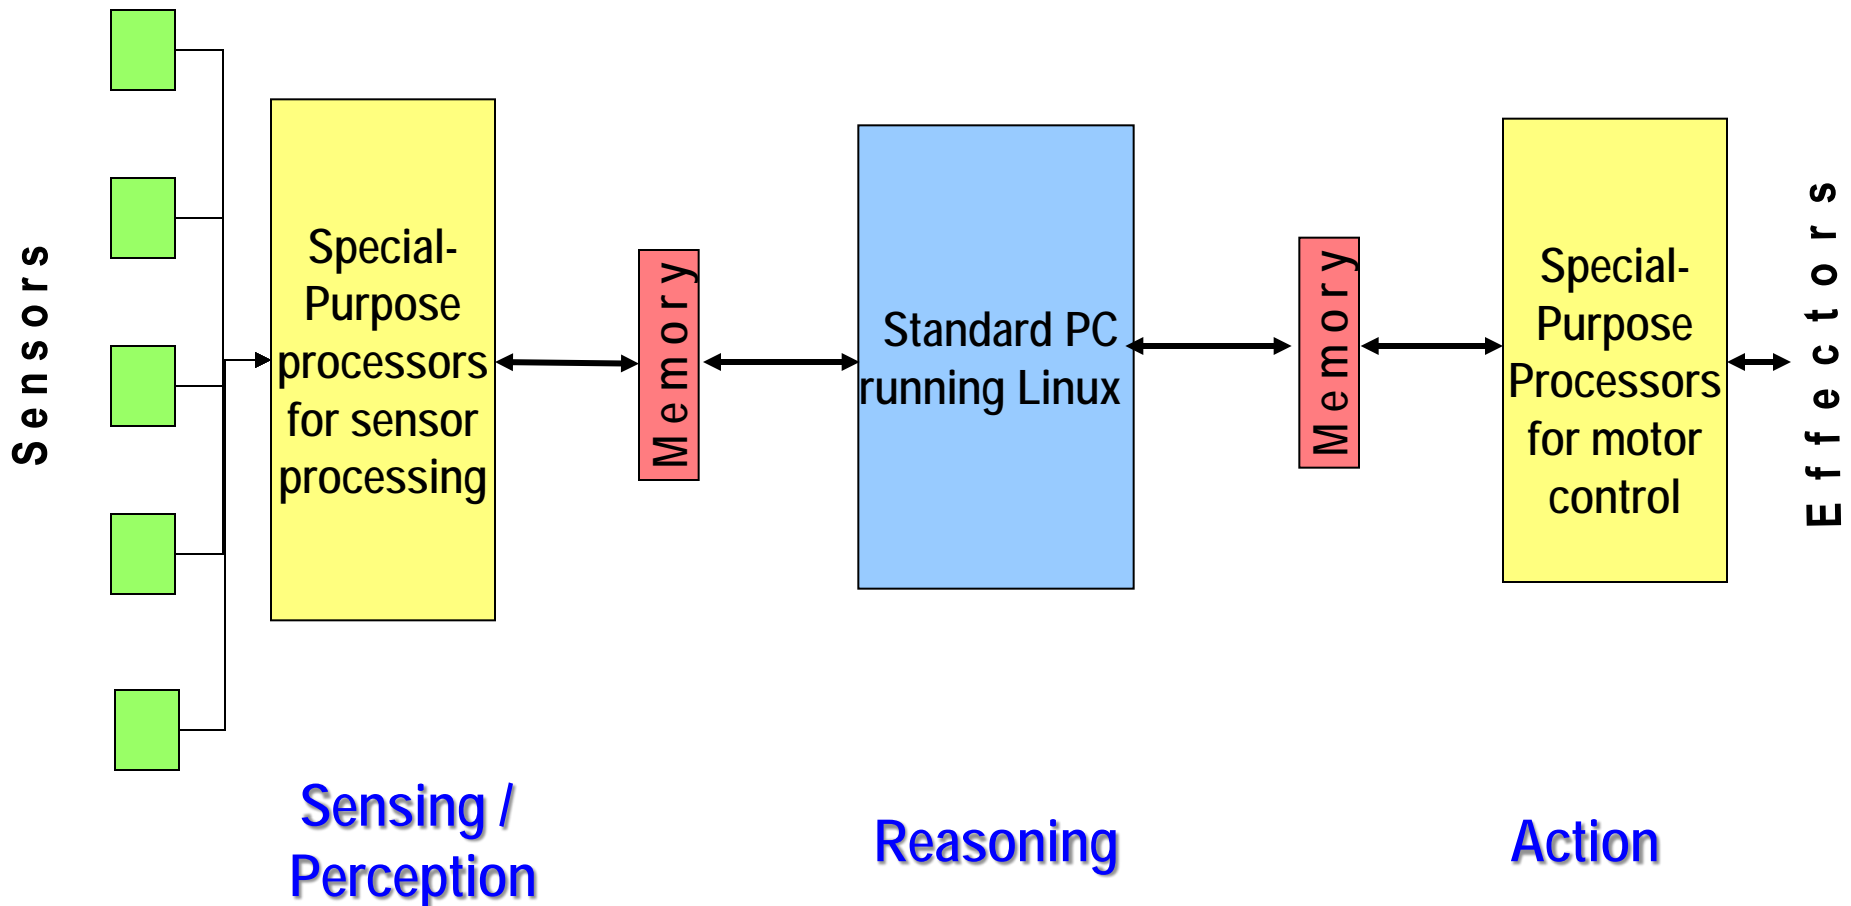 Sensors
Special-
Purpose
processors
for sensor
processing
Memory
Standard PC
running Linux
Memory
Special-
Purpose
Processors
for motor
control
Effectors
Sensing /
Perception
Reasoning
Action